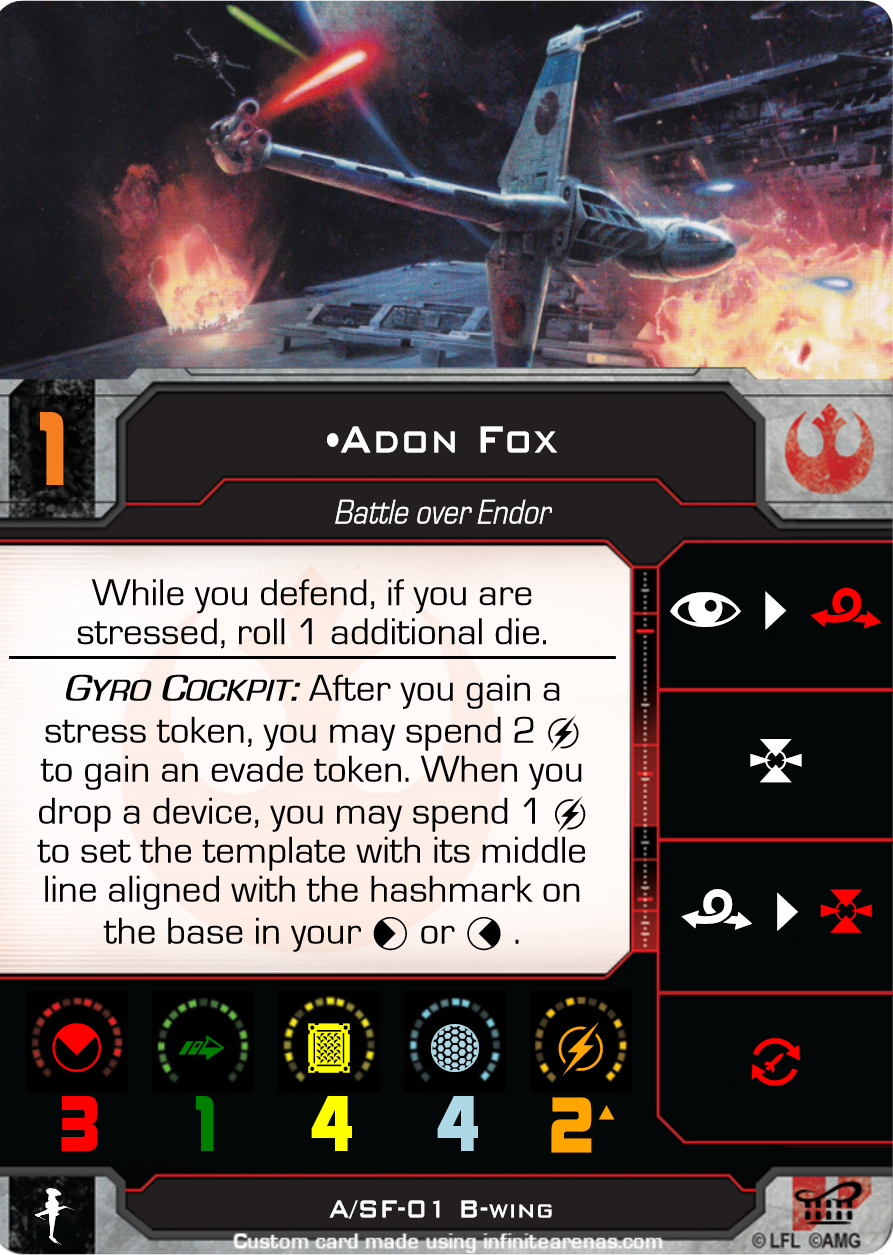 1
•Adon Fox
Battle over Endor
While you defend, if you are
stressed, roll 1 additional die.
Gyro Cockpit: After you gain a
stress token, you may spend 2
to gain an evade token. When you
drop a device, you may spend 1
to set the template with its middle
line aligned with the hashmark on
the base in your or .
3 1 4 4 2
A/SF-01 B-wing
Custom card made using infinitearenas.com
© LFL ©AMG